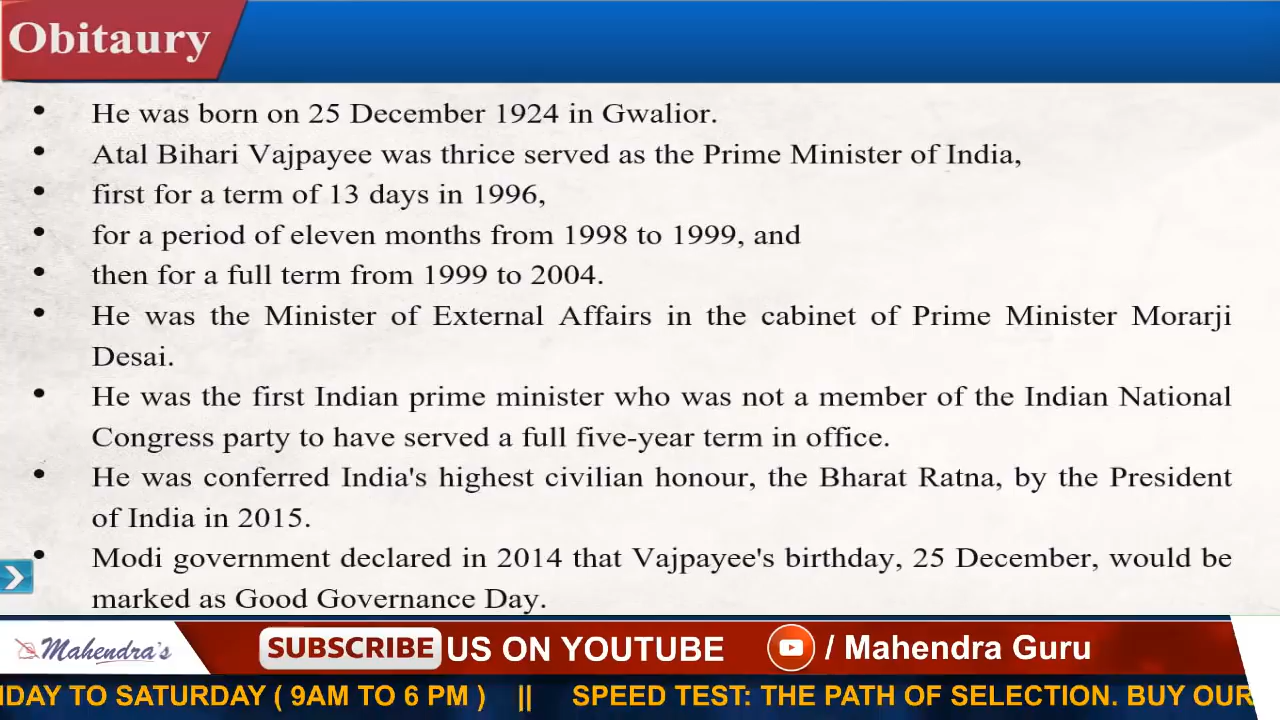 Obitaury
• He was born on 25 December 1924 in Gwalior.
• Atal Bihari Vajpayee was thrice served as the Prime Minister of India,
• first for a term of 13 days in 1996,
• for a period of eleven months from 1998 to 1999, and
• then for a full term from 1999 to 2004.
• He was the Minister of External Affairs in the cabinet of Prime Minister Morarji
Desai.
• He was the first Indian prime minister who was not a member of the Indian National
Congress party to have served a full five-year term in office.
• He was conferred India's highest civilian honour, the Bharat Ratna, by the President
of India in 2015.
• Modi government declared in 2014 that Vajpayee's birthday, 25 December, would be
marked as Good Governance Day.
Mahendra's SUBSCRIBE US ON YOUTUBE / Mahendra Guru
NDAY TO SATURDAY ( 9AM TO 6 PM ) || SPEED TEST: THE PATH OF SELECTION. BUY OUR